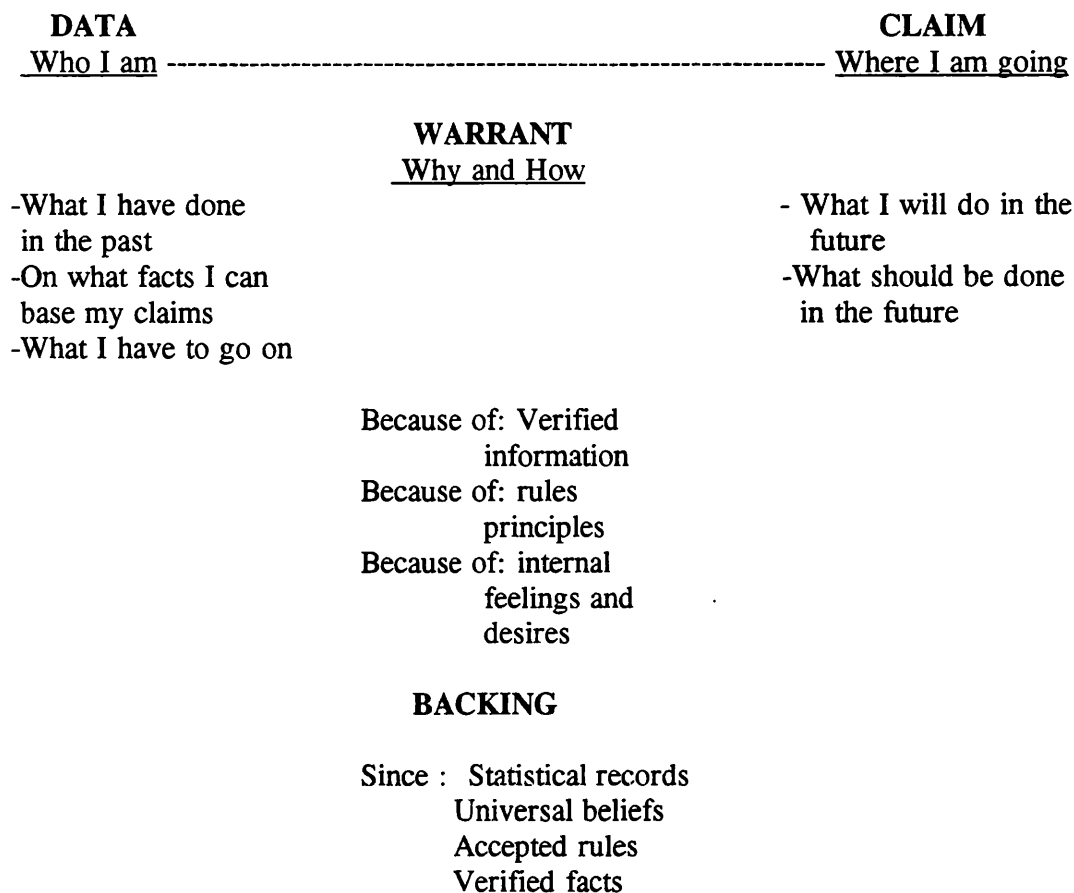 DATA CLAIM
Who I am ---------------------------------------------------------------- Where I am going
WARRANT
Why and How
-What I have done
in the past
-On what facts I can
base my claims
-What I have to go on
- What I will do in the
future
-What should be done
in the future
Because of: Verified
information
Because of: rules
principles
Because of: internal
feelings and
desires
BACKING
Since : Statistical records
Universal beliefs
Accepted rules
Verified facts